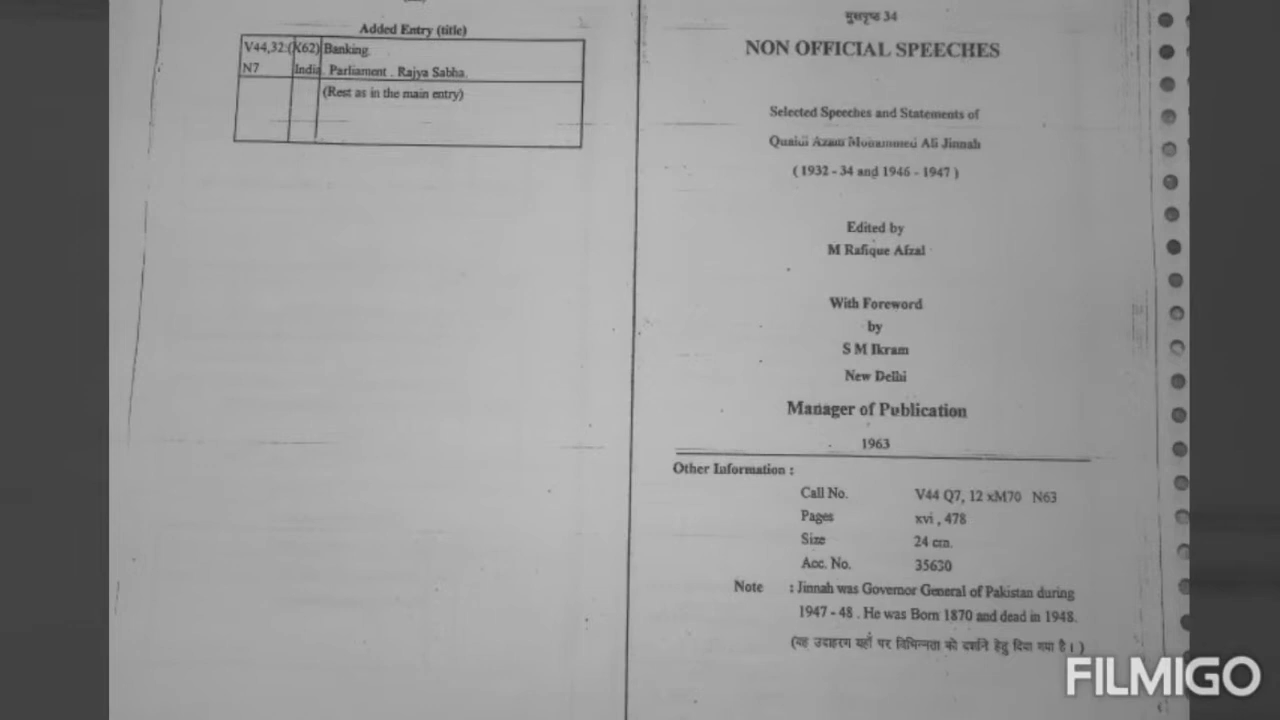 Added Entry (title)
V44,32:(X62) Banking.
N7 India. Parliament . Rajya Sabha.
(Rest as in the main entry)
मुखपृष्ठ 34
NON OFFICIAL SPEECHES
Selected Speeches and Statements of
Quaidi Azam Mohammed Ali Jinnah
( 1932 - 34 and 1946 - 1947 )
Edited by
M Rafique Afzal
With Foreword
by
S M Ikram
New Delhi
Manager of Publication
1963
Other Information :
Call No. V44 Q7, 12 xM70 N63
Pages xvi , 478
Size 24 cm.
Acc. No. 35630
Note : Jinnah was Governor General of Pakistan during
1947 - 48 . He was Born 1870 and dead in 1948.
(यह उदाहरण यहाँ पर विभिन्नता को दर्शाने हेतु दिया गया है। )
FILMIGO